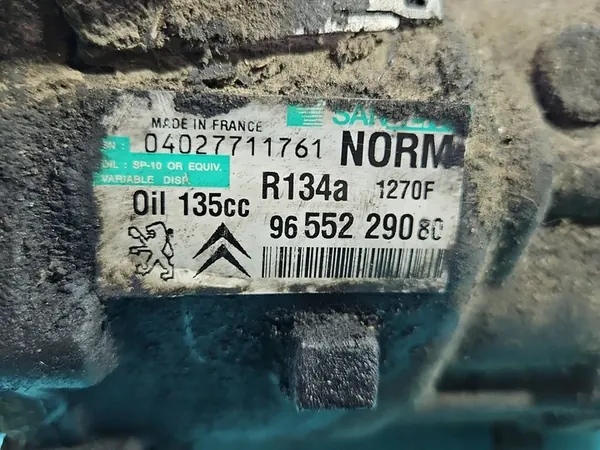 SANDEN
MADE IN FRANCE
SN : 04027711761 NORM
OIL : SP-10 OR EQUIV.
VARIABLE DISP.
R134a 1270F
Oil 135cc
96 552 290 80